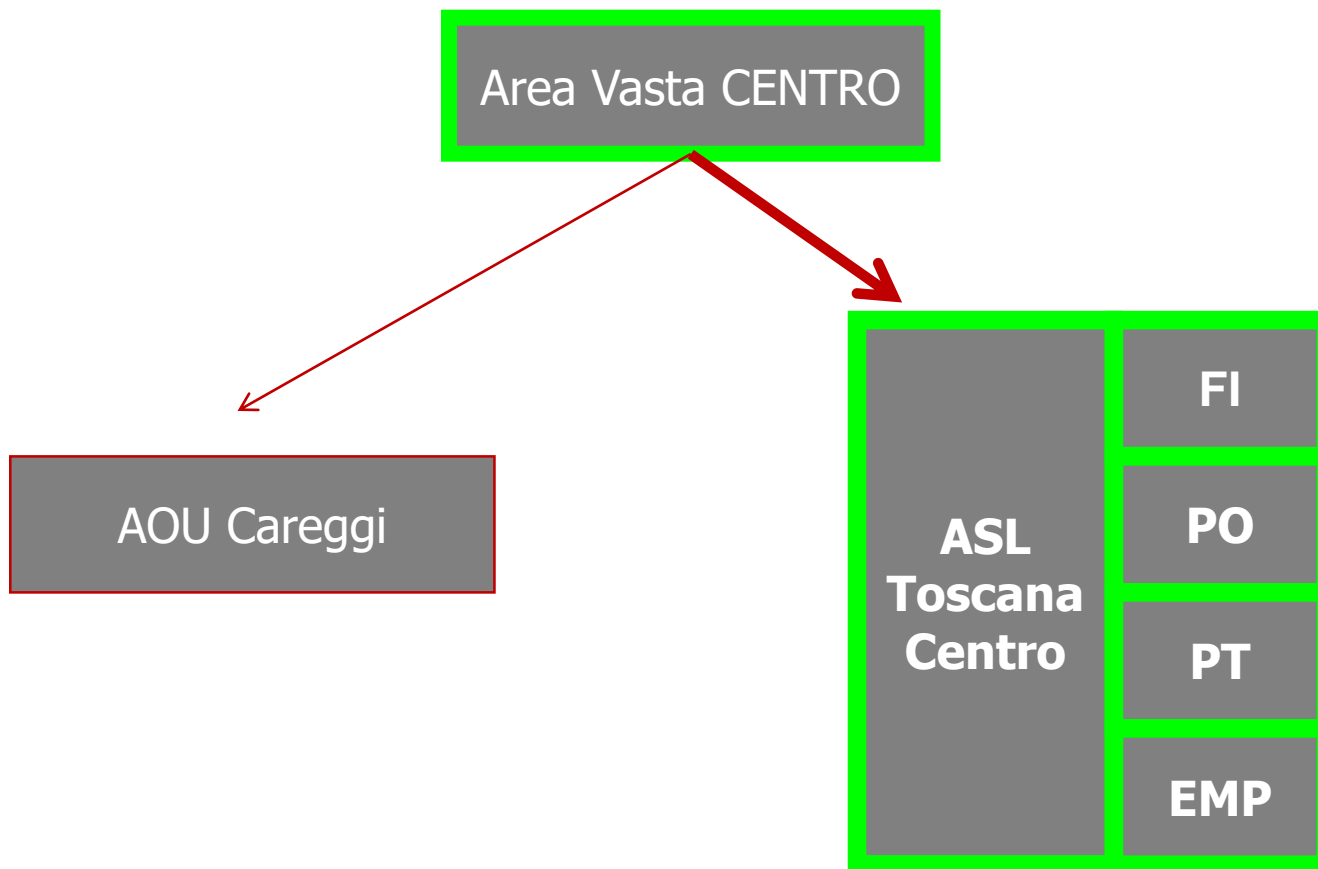 Area Vasta CENTRO
AOU Careggi
ASL
Toscana
Centro
FI
PO
PT
EMP